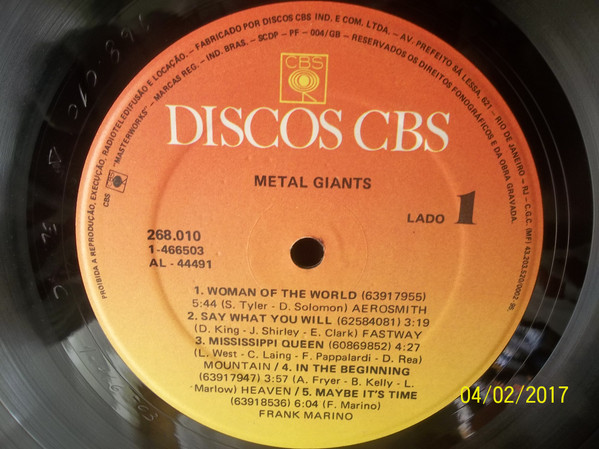 PROIBIDA A REPRODUÇÃO, EXECUÇÃO, RADIOTELEDIFUSÃO E LOCAÇÃO. – FABRICADO POR DISCOS CBS IND. E COM. LTDA. – AV. PREFEITO SÁ LESSA, 621 – RIO DE JANEIRO – RJ – C.G.C. (MF) 43.203.520/0002
CBS "MASTERWORKS" – MARCAS REG. – IND. BRAS. – SCDP – PF – 004/GB – RESERVADOS OS DIREITOS FONOGRÁFICOS E DA OBRA GRAVADA.
CBS
DISCOS CBS
METAL GIANTS
LADO 1
268.010
1-466503
AL - 44491
1. WOMAN OF THE WORLD (63917955)
5:44 (S. Tyler - D. Solomon) AEROSMITH
2. SAY WHAT YOU WILL (62584081) 3:19
(D. King - J. Shirley - E. Clark) FASTWAY
3. MISSISSIPPI QUEEN (60869852) 4:27
(L. West - C. Laing - F. Pappalardi - D. Rea)
MOUNTAIN / 4. IN THE BEGINNING
(63917947) 3:57 (A. Fryer - B. Kelly - L.
Marlow) HEAVEN / 5. MAYBE IT'S TIME
(63918536) 6:04 (F. Marino)
FRANK MARINO
04/02/2017